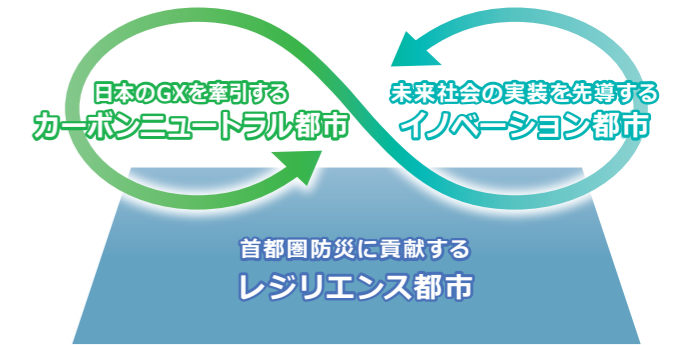 日本のGXを牽引する
カーボンニュートラル都市
未来社会の実装を先導する
イノベーション都市
首都圏防災に貢献する
レジリエンス都市